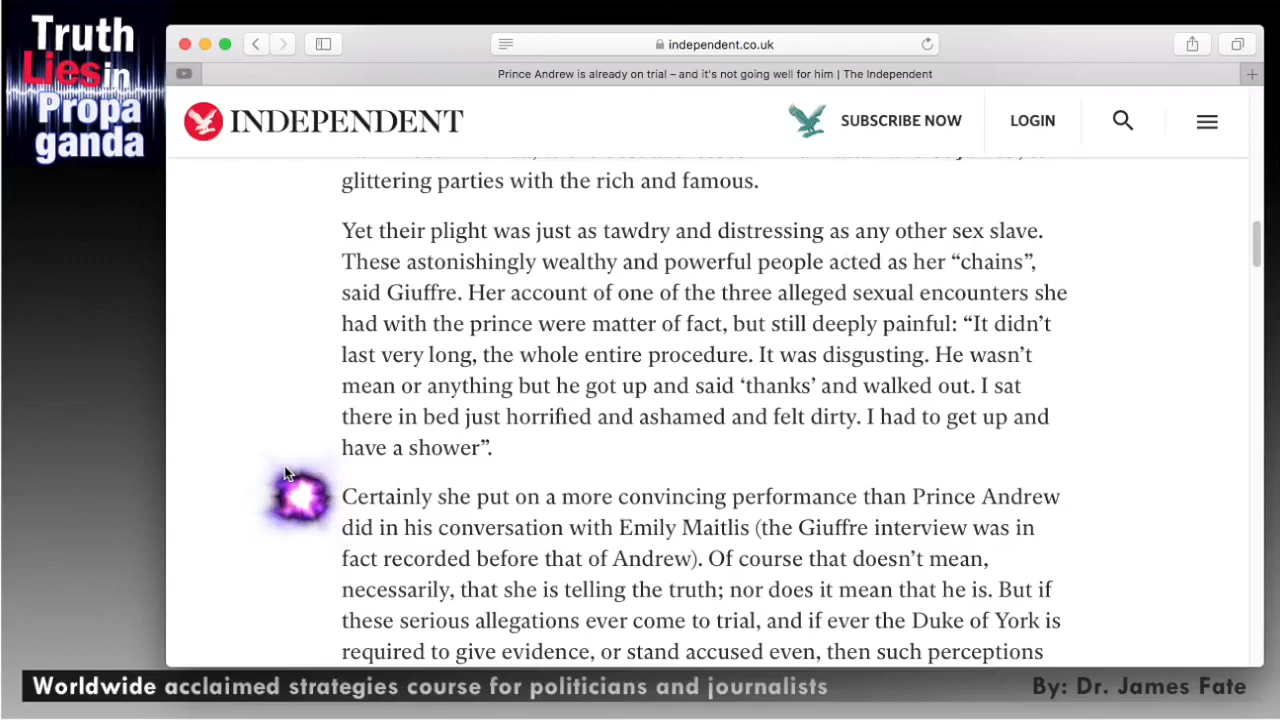 Truth
Lies in
Propa
ganda
independent.co.uk
Prince Andrew is already on trial – and it's not going well for him | The Independent
INDEPENDENT
SUBSCRIBE NOW
LOGIN
glittering parties with the rich and famous.
Yet their plight was just as tawdry and distressing as any other sex slave.
These astonishingly wealthy and powerful people acted as her “chains”,
said Giuffre. Her account of one of the three alleged sexual encounters she
had with the prince were matter of fact, but still deeply painful: “It didn’t
last very long, the whole entire procedure. It was disgusting. He wasn’t
mean or anything but he got up and said ‘thanks’ and walked out. I sat
there in bed just horrified and ashamed and felt dirty. I had to get up and
have a shower”.
Certainly she put on a more convincing performance than Prince Andrew
did in his conversation with Emily Maitlis (the Giuffre interview was in
fact recorded before that of Andrew). Of course that doesn’t mean,
necessarily, that she is telling the truth; nor does it mean that he is. But if
these serious allegations ever come to trial, and if ever the Duke of York is
required to give evidence, or stand accused even, then such perceptions
Worldwide acclaimed strategies course for politicians and journalists
By: Dr. James Fate